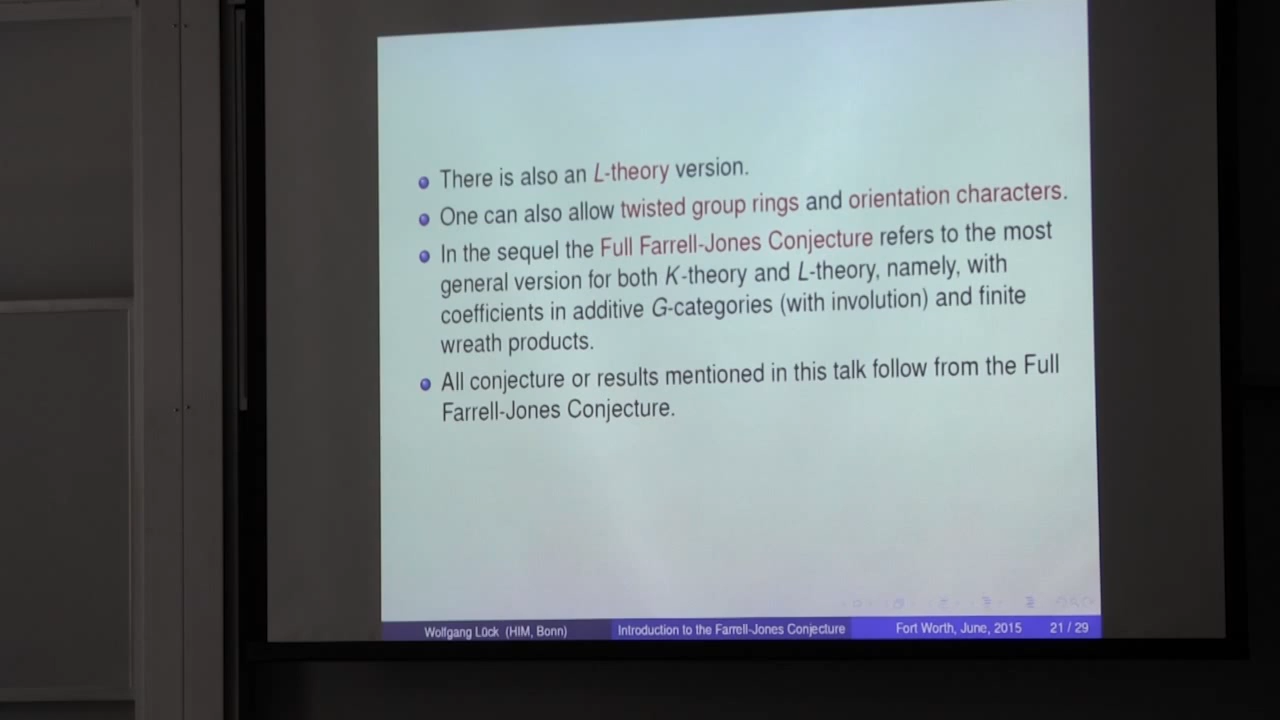 There is also an L-theory version.
One can also allow twisted group rings and orientation characters.
In the sequel the Full Farrell-Jones Conjecture refers to the most
general version for both K-theory and L-theory, namely, with
coefficients in additive G-categories (with involution) and finite
wreath products.
All conjecture or results mentioned in this talk follow from the Full
Farrell-Jones Conjecture.
Wolfgang Lück (HIM, Bonn) Introduction to the Farrell-Jones Conjecture Fort Worth, June, 2015 21 / 29